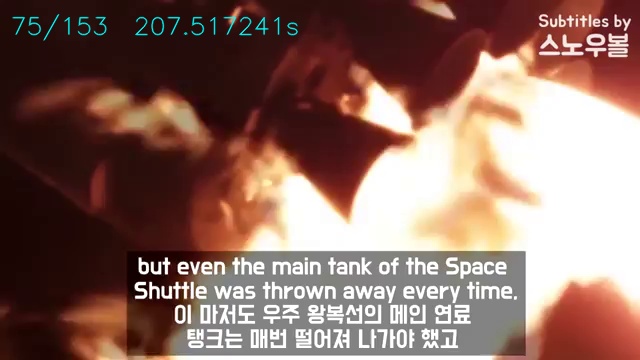 75/153 207.517241s
Subtitles by
스노우볼
but even the main tank of the Space
Shuttle was thrown away every time,
이 마저도 우주 왕복선의 메인 연료
탱크는 매번 떨어져 나가야 했고